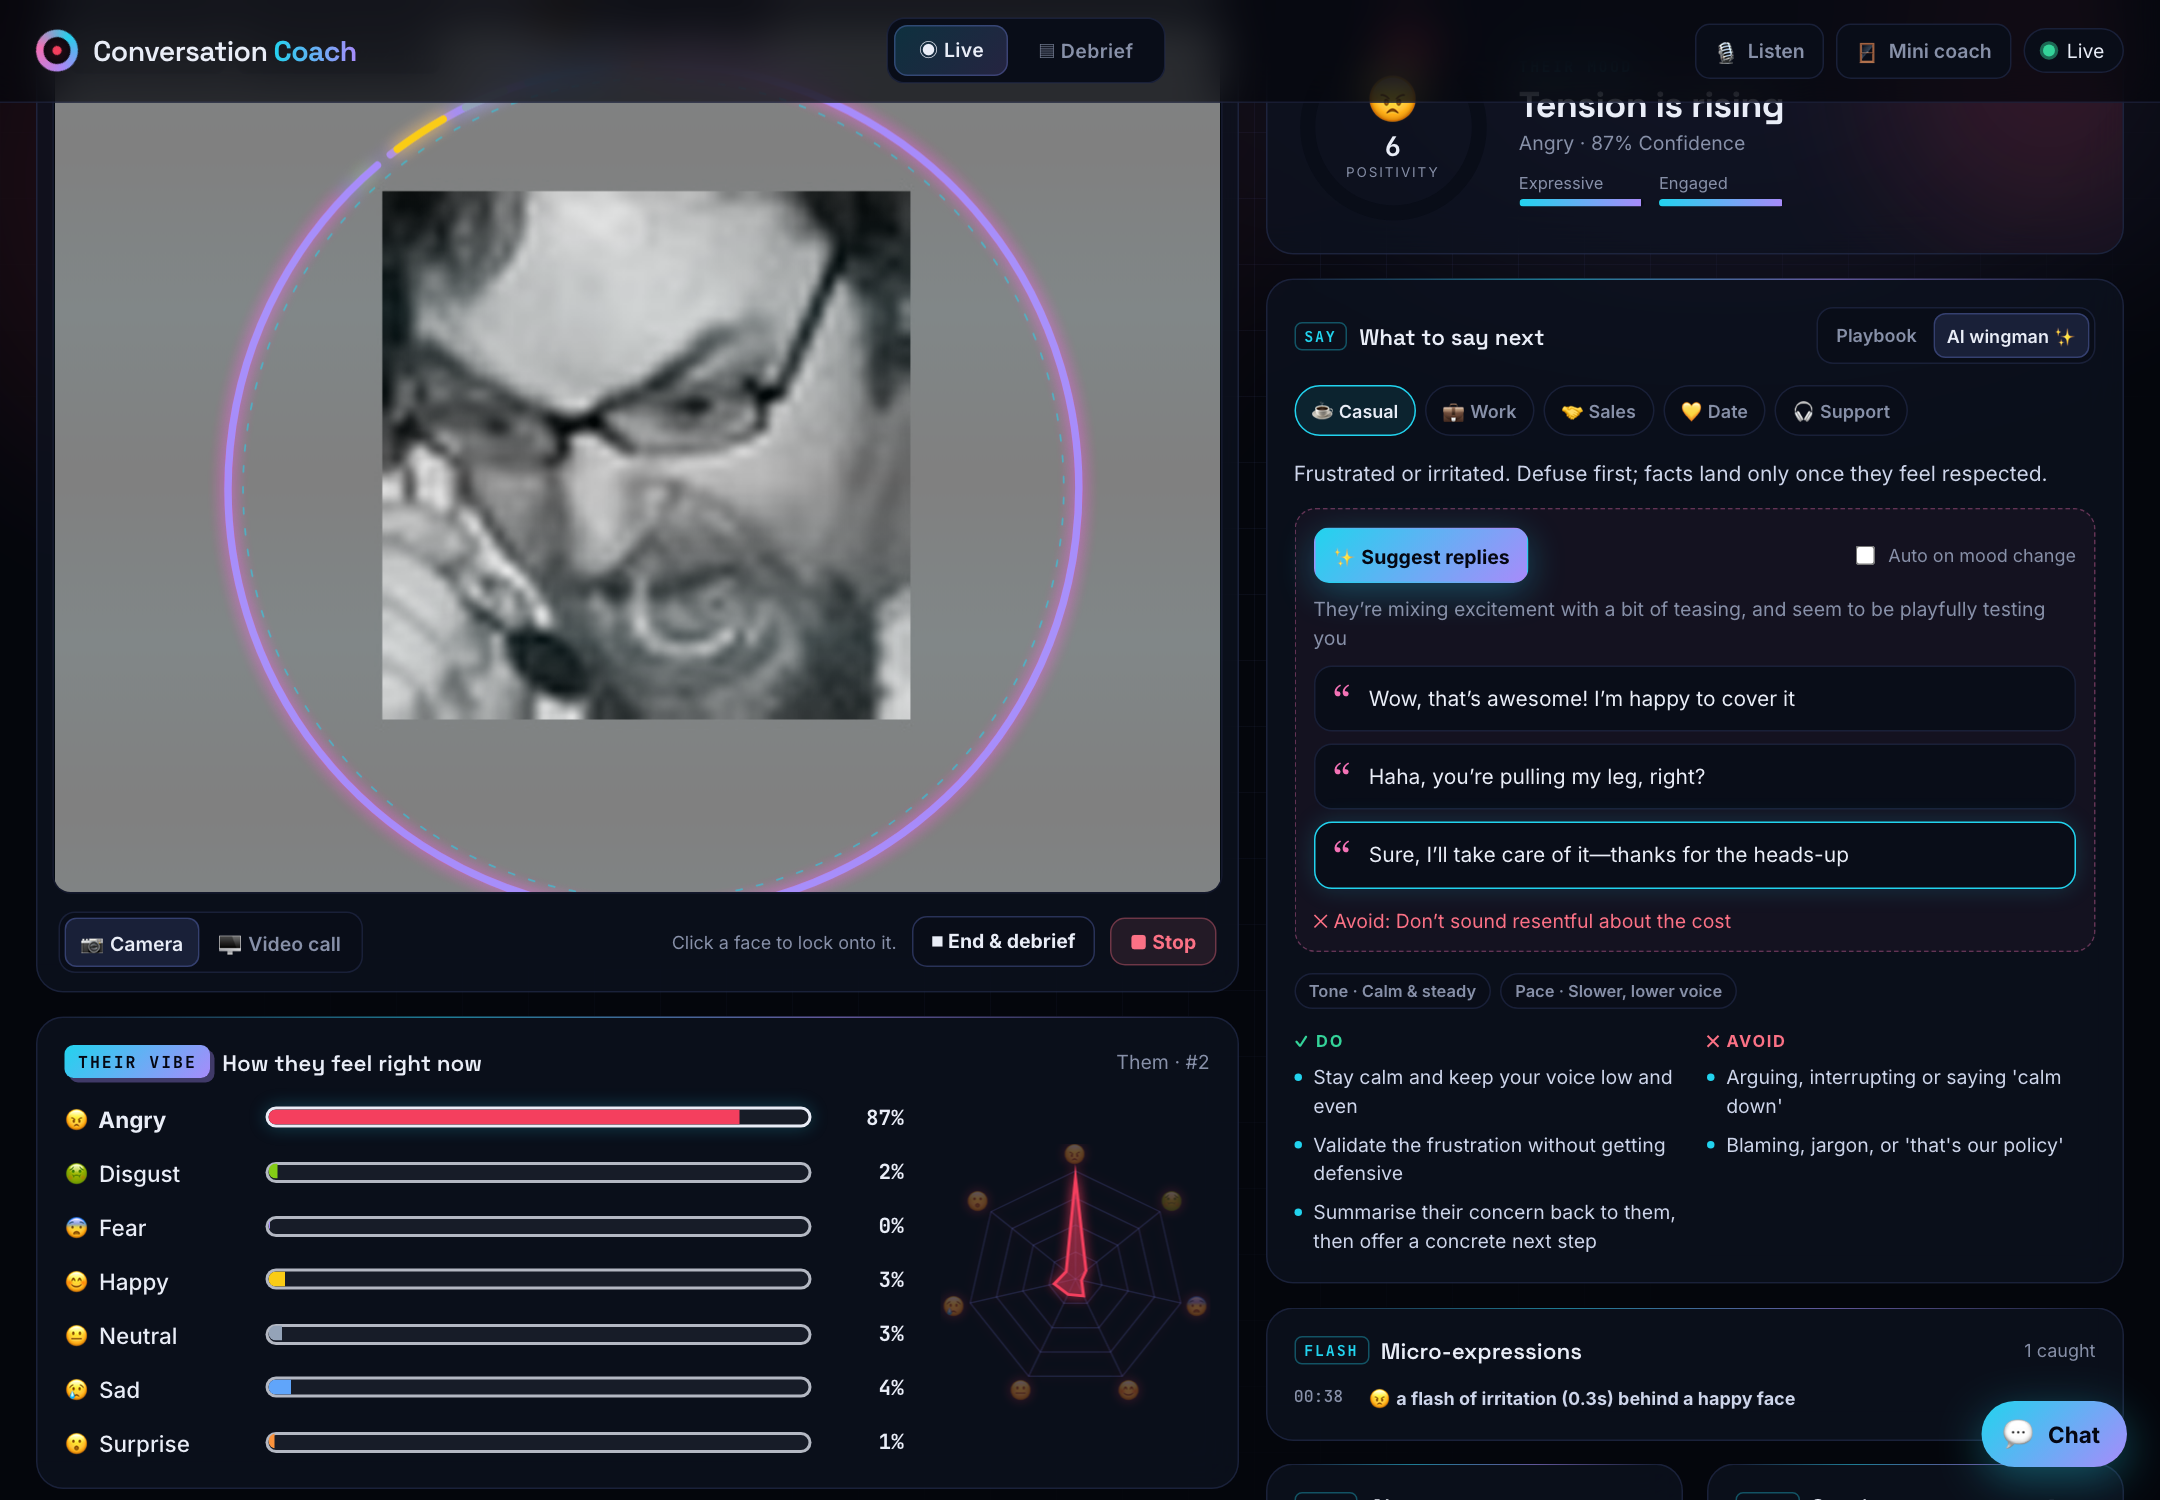 Conversation Coach
Live
Debrief
Listen
Mini coach
Live
Tension is rising
Angry · 87% Confidence
6
POSITIVITY
Expressive
Engaged
SAY
What to say next
Playbook
AI wingman ✨
Casual
Work
Sales
Date
Support
Frustrated or irritated. Defuse first; facts land only once they feel respected.
✨ Suggest replies
Auto on mood change
They’re mixing excitement with a bit of teasing, and seem to be playfully testing
you
“ Wow, that’s awesome! I’m happy to cover it
“ Haha, you’re pulling my leg, right?
“ Sure, I’ll take care of it—thanks for the heads-up
✕ Avoid: Don’t sound resentful about the cost
Tone · Calm & steady
Pace · Slower, lower voice
✓ DO
Stay calm and keep your voice low and
even
Validate the frustration without getting
defensive
Summarise their concern back to them,
then offer a concrete next step
✕ AVOID
Arguing, interrupting or saying 'calm
down'
Blaming, jargon, or 'that's our policy'
FLASH
Micro-expressions
1 caught
00:38
a flash of irritation (0.3s) behind a happy face
Chat
Camera
Video call
Click a face to lock onto it.
End & debrief
Stop
THEIR VIBE
How they feel right now
Them · #2
Angry 87%
Disgust 2%
Fear 0%
Happy 3%
Neutral 3%
Sad 4%
Surprise 1%